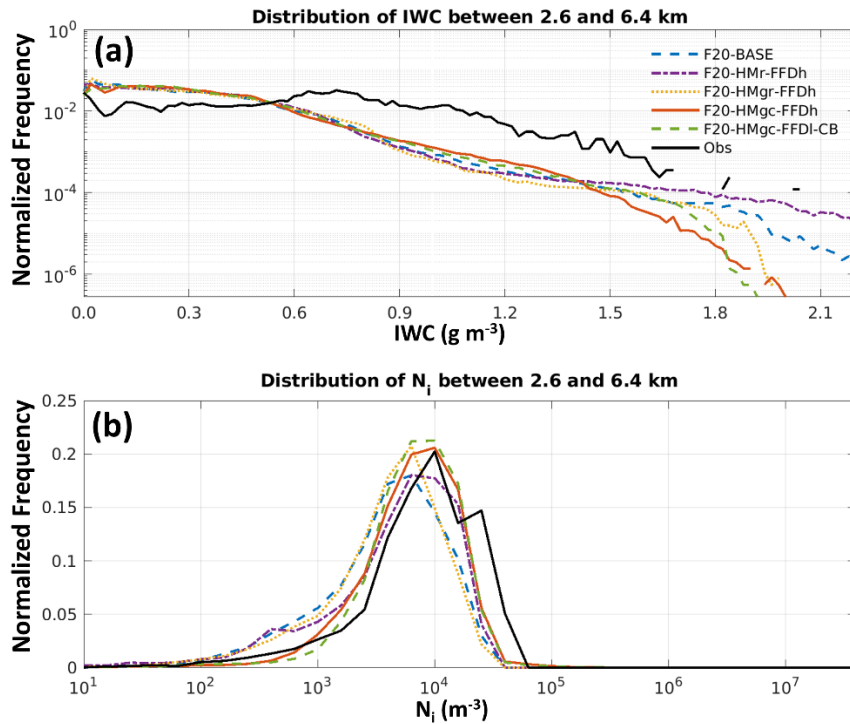 Distribution of IWC between 2.6 and 6.4 km
(a)
F20-BASE
F20-HMr-FFDh
F20-HMgr-FFDh
F20-HMgc-FFDh
F20-HMgc-FFDl-CB
Obs
Normalized Frequency
10^0
10^-2
10^-4
10^-6
0.0 0.3 0.6 0.9 1.2 1.5 1.8 2.1
IWC (g m^-3)
Distribution of N_i between 2.6 and 6.4 km
(b)
Normalized Frequency
0.25
0.2
0.15
0.1
0.05
0
10^1 10^2 10^3 10^4 10^5 10^6 10^7
N_i (m^-3)